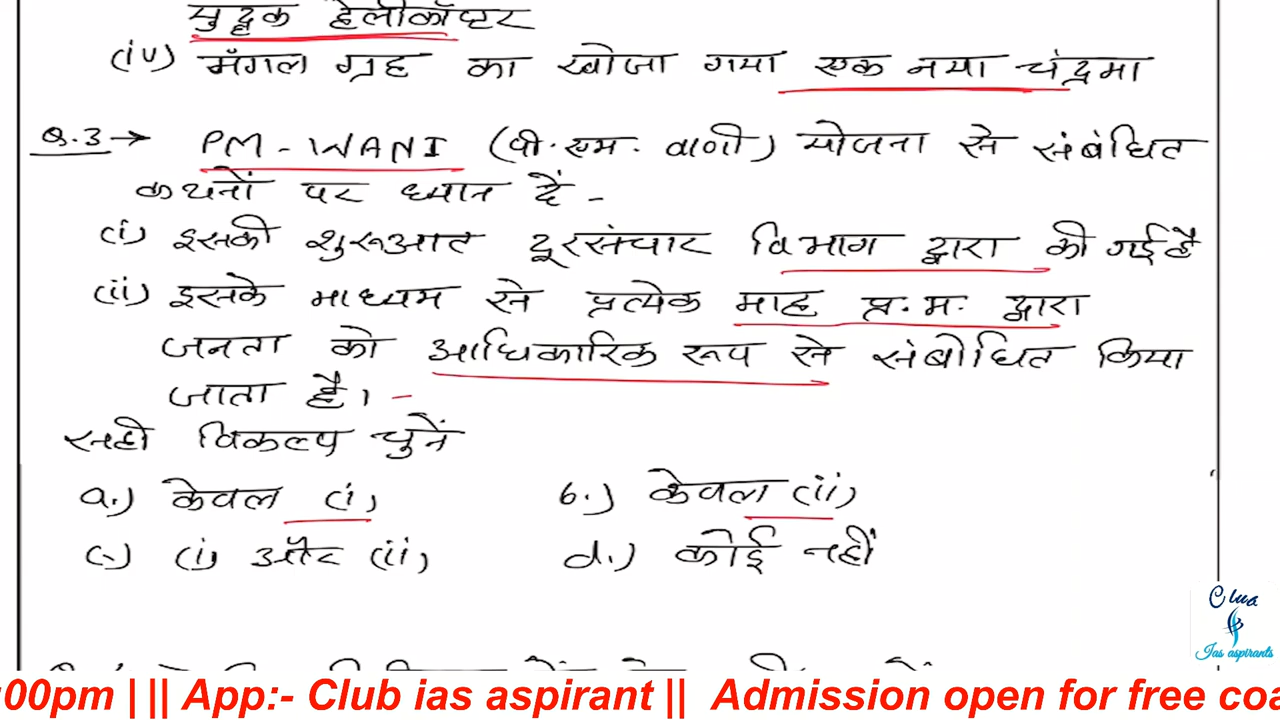 युद्धक हेलीकॉप्टर
(iv) मंगल ग्रह का खोजा गया एक नया चंद्रमा
Q.3→ PM-WANI (पी.एम. वाणी) योजना से संबंधित
कथनों पर ध्यान दें -
(i) इसकी शुरूआत दूरसंचार विभाग द्वारा की गई है
(ii) इसके माध्यम से प्रत्येक माह प्र.म. द्वारा
जनता को आधिकारिक रूप से संबोधित किया
जाता है। -
सही विकल्प चुनें
a.) केवल (i) b.) केवल (ii)
c.) (i) और (ii) d.) कोई नहीं
Club
Ias aspirants
:00pm | || App:- Club ias aspirant || Admission open for free coa